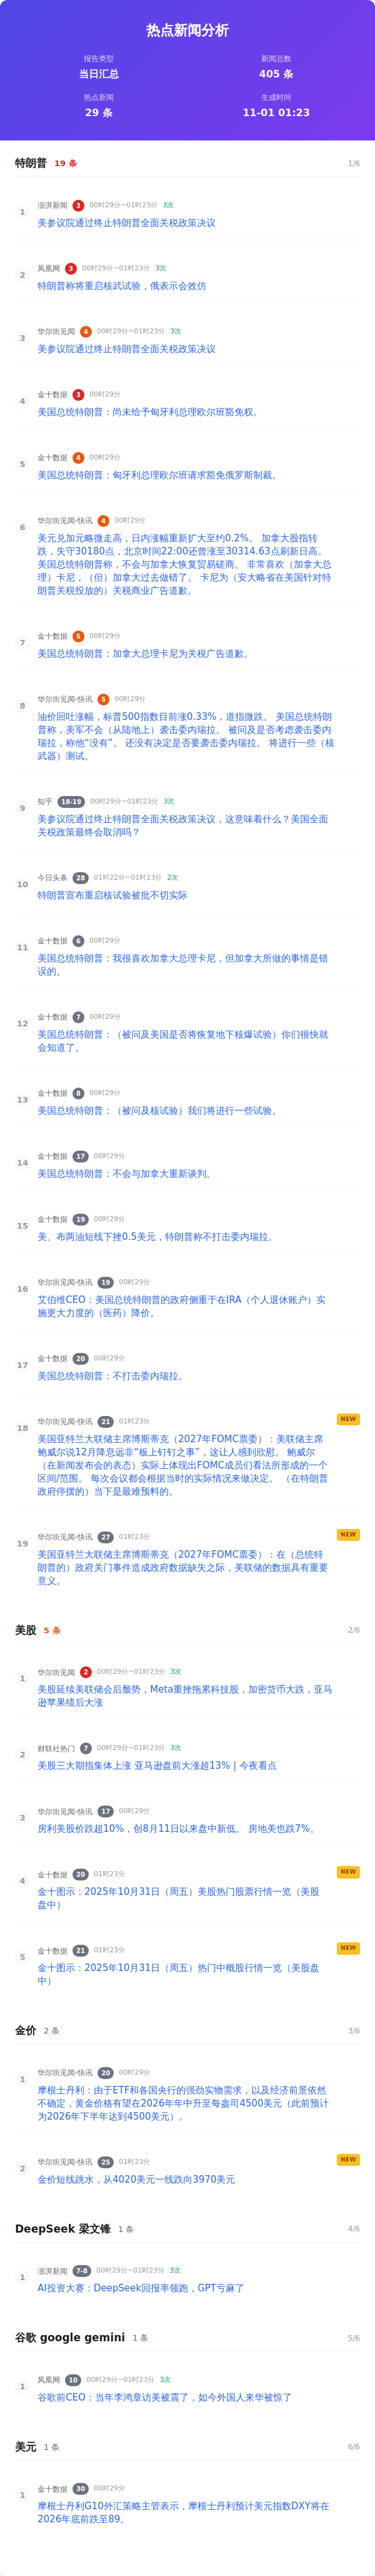 热点新闻分析
报告类型
新闻总数
当日汇总
405 条
热点新闻
生成时间
29 条
11-01 01:23
特朗普 19 条 1/6
1
澎湃新闻 3 00时29分~01时23分 3次
美参议院通过终止特朗普全面关税政策决议
2
凤凰网 3 00时29分~01时23分 3次
特朗普称将重启核武试验，俄表示会效仿
3
华尔街见闻 4 00时29分~01时23分 3次
美参议院通过终止特朗普全面关税政策决议
4
金十数据 3 00时29分
美国总统特朗普：尚未给予匈牙利总理欧尔班豁免权。
5
金十数据 4 00时29分
美国总统特朗普：匈牙利总理欧尔班请求豁免俄罗斯制裁。
6
华尔街见闻-快讯 4 00时29分
美元兑加元略微走高，日内涨幅重新扩大至约0.2%。 加拿大股指转
跌，失守30180点，北京时间22:00还曾涨至30314.63点刷新日高。
美国总统特朗普称，不会与加拿大恢复贸易磋商。 非常喜欢（加拿大总
理）卡尼，（但）加拿大过去做错了。 卡尼为（安大略省在美国针对特
朗普关税投放的）关税商业广告道歉。
7
金十数据 5 00时29分
美国总统特朗普：加拿大总理卡尼为关税广告道歉。
8
华尔街见闻-快讯 5 00时29分
油价回吐涨幅，标普500指数目前涨0.33%，道指微跌。 美国总统特朗
普称，美军不会（从陆地上）袭击委内瑞拉。 被问及是否考虑袭击委内
瑞拉，称他“没有”。 还没有决定是否要袭击委内瑞拉。 将进行一些（核
武器）测试。
9
知乎 18-19 00时29分~01时23分 3次
美参议院通过终止特朗普全面关税政策决议，这意味着什么？美国全面
关税政策最终会取消吗？
10
今日头条 28 01时22分~01时23分 2次
特朗普宣布重启核试验被批不切实际
11
金十数据 6 00时29分
美国总统特朗普：我很喜欢加拿大总理卡尼，但加拿大所做的事情是错
误的。
12
金十数据 7 00时29分
美国总统特朗普：（被问及美国是否将恢复地下核爆试验）你们很快就
会知道了。
13
金十数据 8 00时29分
美国总统特朗普：（被问及核试验）我们将进行一些试验。
14
金十数据 17 00时29分
美国总统特朗普：不会与加拿大重新谈判。
15
金十数据 19 00时29分
美、布两油短线下挫0.5美元，特朗普称不打击委内瑞拉。
16
华尔街见闻-快讯 19 00时29分
艾伯维CEO：美国总统特朗普的政府侧重于在IRA（个人退休账户）实
施更大力度的（医药）降价。
17
金十数据 20 00时29分
美国总统特朗普：不打击委内瑞拉。
18
华尔街见闻-快讯 21 01时23分 NEW
美国亚特兰大联储主席博斯蒂克（2027年FOMC票委）：美联储主席
鲍威尔说12月降息远非“板上钉钉之事”，这让人感到欣慰。 鲍威尔
（在新闻发布会的表态）实际上体现出FOMC成员们看法所形成的一个
区间/范围。 每次会议都会根据当时的实际情况来做决定。 （在特朗普
政府停摆的）当下是最难预料的。
19
华尔街见闻-快讯 27 01时23分 NEW
美国亚特兰大联储主席博斯蒂克（2027年FOMC票委）：在（总统特
朗普的）政府关门事件造成政府数据缺失之际，美联储的数据具有重要
意义。
美股 5 条 2/6
1
华尔街见闻 2 00时29分~01时23分 3次
美股延续美联储会后颓势，Meta重挫拖累科技股，加密货币大跌，亚马
逊苹果绩后大涨
2
财联社热门 7 00时29分~01时23分 3次
美股三大期指集体上涨 亚马逊盘前大涨超13% | 今夜看点
3
华尔街见闻-快讯 17 00时29分
房利美股价跌超10%，创8月11日以来盘中新低。 房地美也跌7%。
4
金十数据 20 01时23分 NEW
金十图示：2025年10月31日（周五）美股热门股票行情一览（美股
盘中）
5
金十数据 21 01时23分 NEW
金十图示：2025年10月31日（周五）热门中概股行情一览（美股盘
中）
金价 2 条 3/6
1
华尔街见闻-快讯 20 00时29分
摩根士丹利：由于ETF和各国央行的强劲实物需求，以及经济前景依然
不确定，黄金价格有望在2026年年中升至每盎司4500美元（此前预计
为2026年下半年达到4500美元）。
2
华尔街见闻-快讯 25 01时23分 NEW
金价短线跳水，从4020美元一线跌向3970美元
DeepSeek 梁文锋 1 条 4/6
1
澎湃新闻 7-8 00时29分~01时23分 3次
AI投资大赛：DeepSeek回报率领跑，GPT亏麻了
谷歌 google gemini 1 条 5/6
1
凤凰网 10 00时29分~01时23分 3次
谷歌前CEO：当年李鸿章访美被震了，如今外国人来华被惊了
美元 1 条 6/6
1
金十数据 30 00时29分
摩根士丹利G10外汇策略主管表示，摩根士丹利预计美元指数DXY将在
2026年底前跌至89。